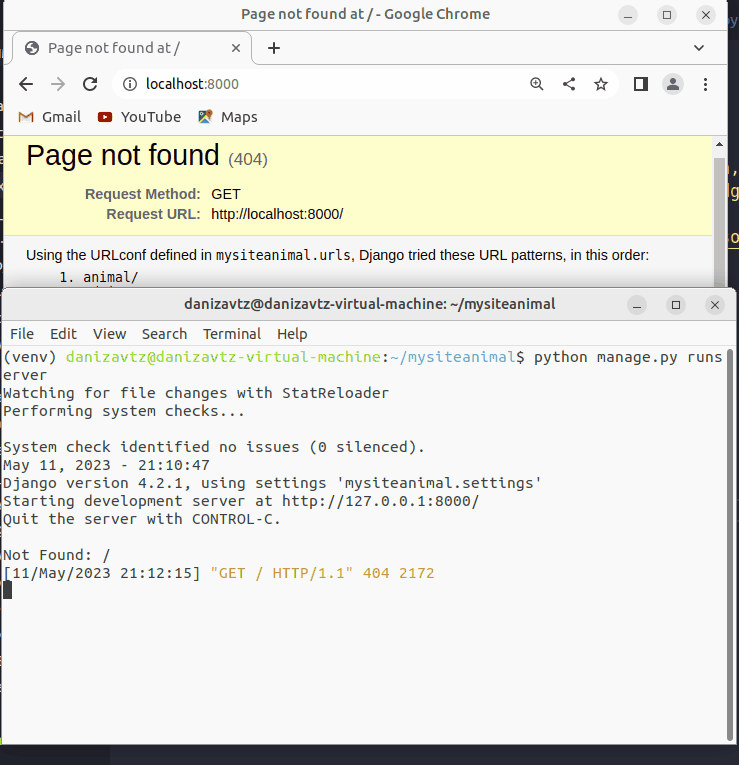 Page not found at / - Google Chrome
Page not found at /
localhost:8000
Gmail YouTube Maps
Page not found (404)
Request Method: GET
Request URL: http://localhost:8000/
Using the URLconf defined in mysiteanimal.urls, Django tried these URL patterns, in this order:
1. animal/
danizavtz@danizavtz-virtual-machine: ~/mysiteanimal
File Edit View Search Terminal Help
(venv) danizavtz@danizavtz-virtual-machine:~/mysiteanimal$ python manage.py runs
erver
Watching for file changes with StatReloader
Performing system checks...
System check identified no issues (0 silenced).
May 11, 2023 - 21:10:47
Django version 4.2.1, using settings 'mysiteanimal.settings'
Starting development server at http://127.0.0.1:8000/
Quit the server with CONTROL-C.
Not Found: /
[11/May/2023 21:12:15] "GET / HTTP/1.1" 404 2172